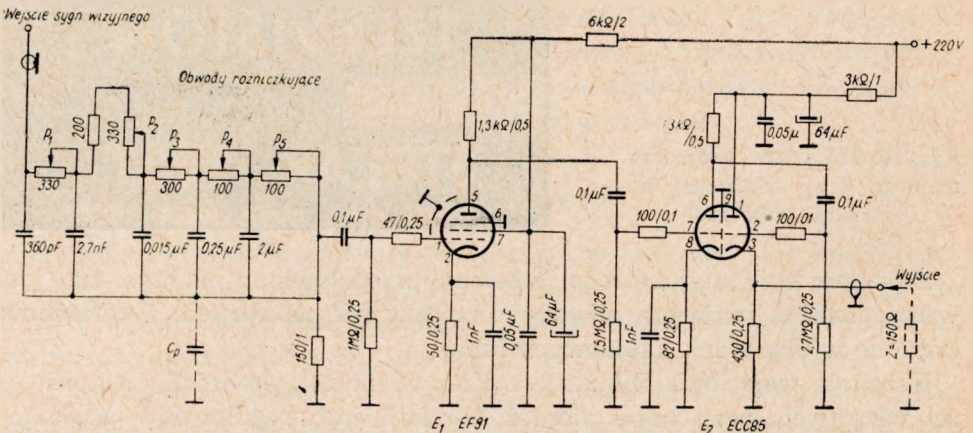 Wejście sygn. wizyjnego
Obwody różniczkujące
6kΩ/2
+220V
3kΩ/1
1,3kΩ/0,5
1,3kΩ
/0,5
0,05μ
64μF
200
330
P1
P2
P3
P4
P5
330
300
100
100
360pF
2,7nF
0,015μF
0,25μF
2μF
0,1μF
47/0,25
5
6
7
1
2
0,1μF
100/0,1
6
9
1
7
8
2
3
100/01
0,1μF
Wyjście
Cp
150/1
1MΩ/0,25
50/0,25
1nF
0,05μF
64μF
1,5MΩ/0,25
1nF
82/0,25
430/0,25
2,7MΩ/0,25
Z=150Ω
E1 EF91
E2 ECC85